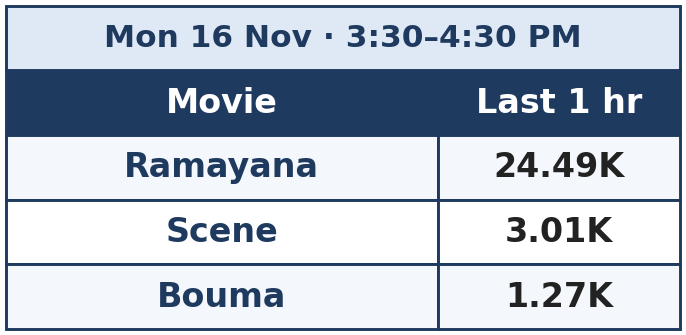 Mon 16 Nov · 3:30–4:30 PM
Movie Last 1 hr
Ramayana 24.49K
Scene 3.01K
Bouma 1.27K